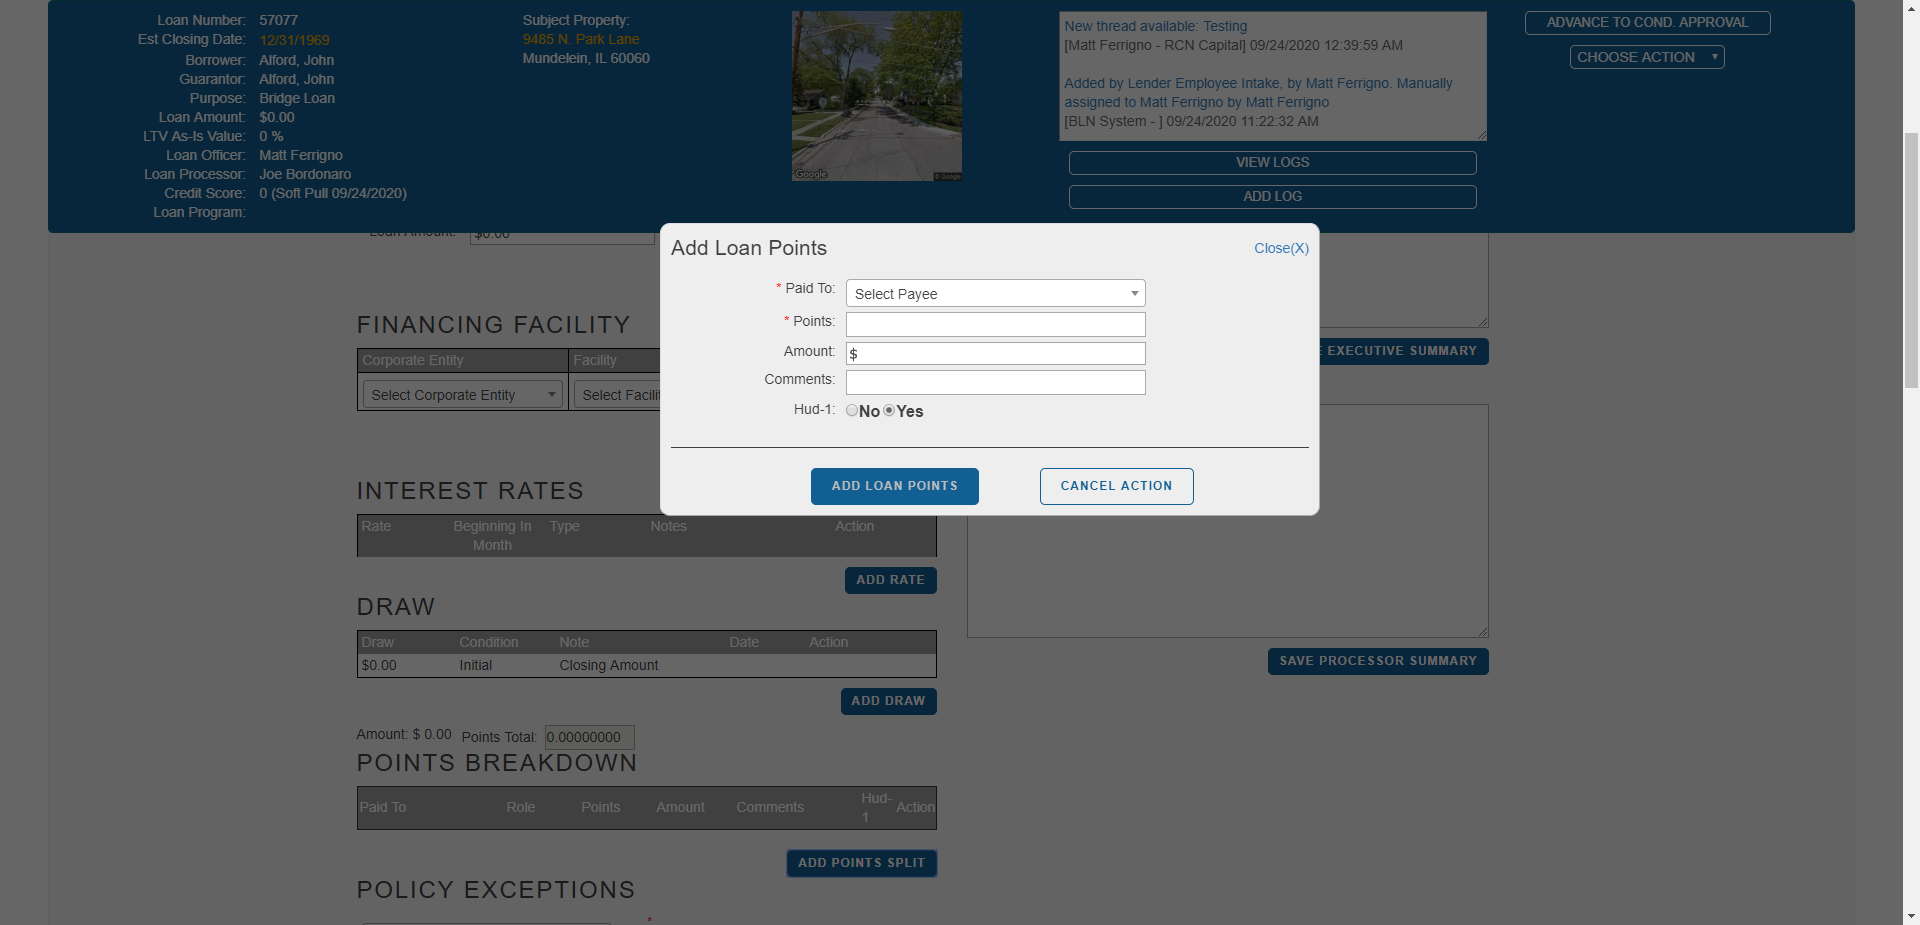 Loan Number: 57077
Est Closing Date: 12/31/1969
Borrower: Alford, John
Guarantor: Alford, John
Purpose: Bridge Loan
Loan Amount: $0.00
LTV As-Is Value: 0 %
Loan Officer: Matt Ferrigno
Loan Processor: Joe Bordonaro
Credit Score: 0 (Soft Pull 09/24/2020)
Loan Program:
Subject Property:
9485 N. Park Lane
Mundelein, IL 60060
Google
© Google
New thread available: Testing
[Matt Ferrigno - RCN Capital] 09/24/2020 12:39:59 AM
Added by Lender Employee Intake, by Matt Ferrigno. Manually
assigned to Matt Ferrigno by Matt Ferrigno
[BLN System - ] 09/24/2020 11:22:32 AM
VIEW LOGS
ADD LOG
ADVANCE TO COND. APPROVAL
CHOOSE ACTION
Loan Amount: $0.00
Add Loan Points
Close(X)
* Paid To: Select Payee
* Points:
Amount: $
Comments:
Hud-1: No Yes
ADD LOAN POINTS
CANCEL ACTION
FINANCING FACILITY
Corporate Entity Facility
Select Corporate Entity Select Facilit
EXECUTIVE SUMMARY
INTEREST RATES
Rate Beginning In Month Type Notes Action
ADD RATE
DRAW
Draw Condition Note Date Action
$0.00 Initial Closing Amount
ADD DRAW
SAVE PROCESSOR SUMMARY
Amount: $ 0.00 Points Total: 0.00000000
POINTS BREAKDOWN
Paid To Role Points Amount Comments Hud-1 Action
ADD POINTS SPLIT
POLICY EXCEPTIONS
*